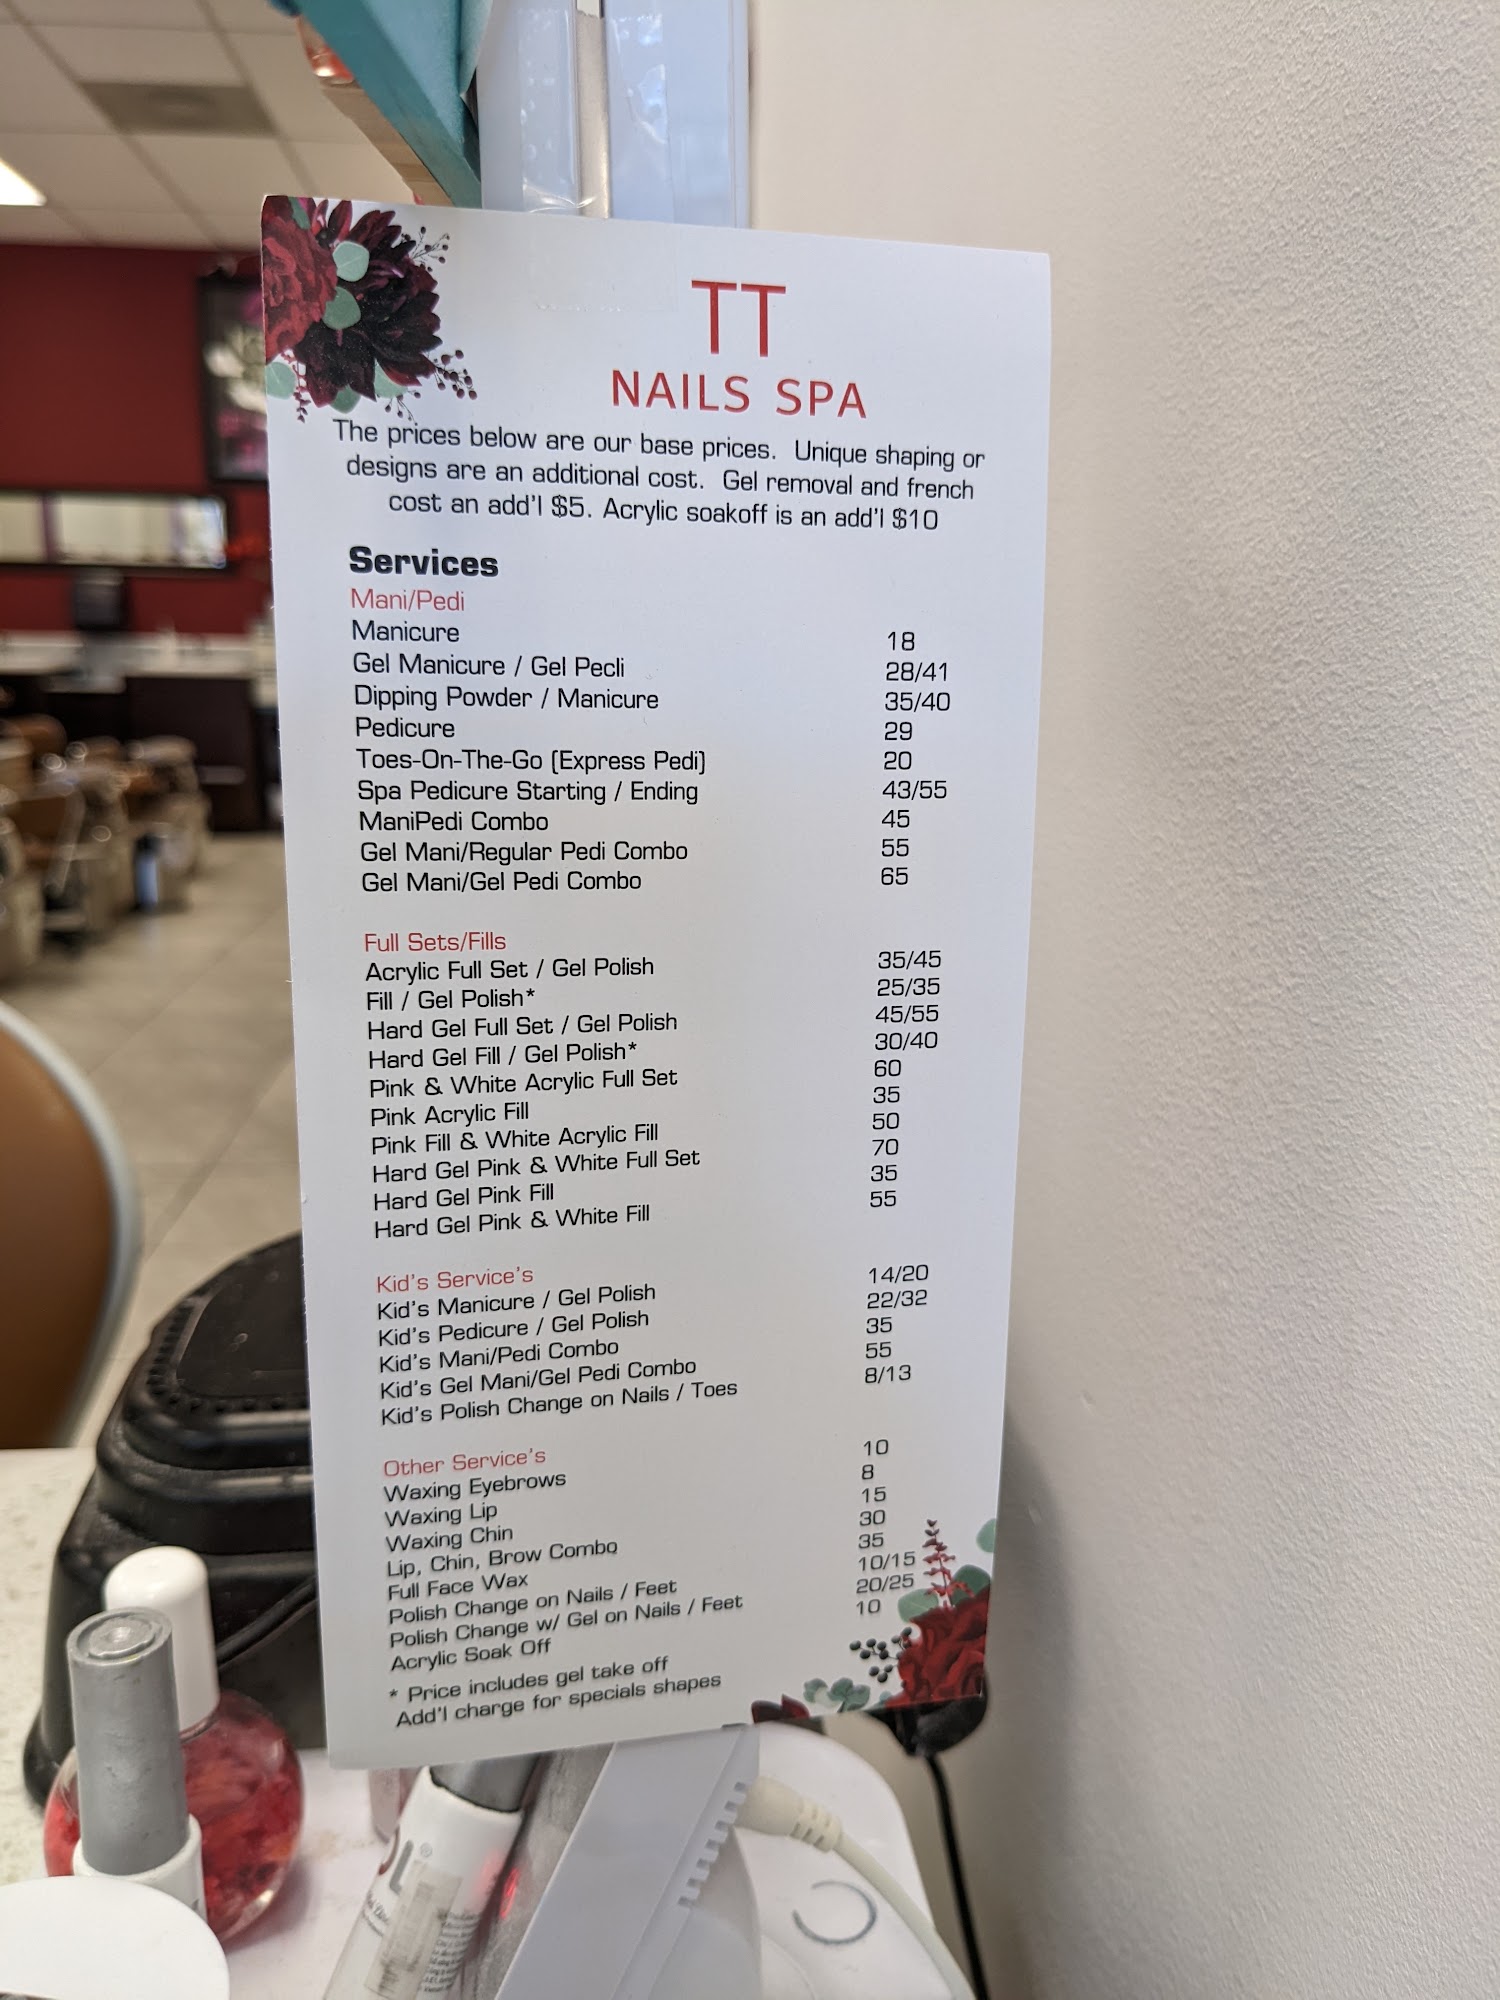 TT
NAILS SPA
The prices below are our base prices. Unique shaping or
designs are an additional cost. Gel removal and french
cost an add'l $5. Acrylic soakoff is an add'l $10
Services
Mani/Pedi
Manicure 18
Gel Manicure / Gel Pecli 28/41
Dipping Powder / Manicure 35/40
Pedicure 29
Toes-On-The-Go (Express Pedi) 20
Spa Pedicure Starting / Ending 43/55
ManiPedi Combo 45
Gel Mani/Regular Pedi Combo 55
Gel Mani/Gel Pedi Combo 65
Full Sets/Fills
Acrylic Full Set / Gel Polish 35/45
Fill / Gel Polish* 25/35
Hard Gel Full Set / Gel Polish 45/55
Hard Gel Fill / Gel Polish* 30/40
Pink & White Acrylic Full Set 60
Pink Acrylic Fill 35
Pink Fill & White Acrylic Fill 50
Hard Gel Pink & White Full Set 70
Hard Gel Pink Fill 35
Hard Gel Pink & White Fill 55
Kid's Service's
Kid's Manicure / Gel Polish 14/20
Kid's Pedicure / Gel Polish 22/32
Kid's Mani/Pedi Combo 35
Kid's Gel Mani/Gel Pedi Combo 55
Kid's Polish Change on Nails / Toes 8/13
Other Service's
Waxing Eyebrows 10
Waxing Lip 8
Waxing Chin 15
Lip, Chin, Brow Combo 30
Full Face Wax 35
Polish Change on Nails / Feet 10/15
Polish Change w/ Gel on Nails / Feet 20/25
Acrylic Soak Off 10
* Price includes gel take off
Add'l charge for specials shapes